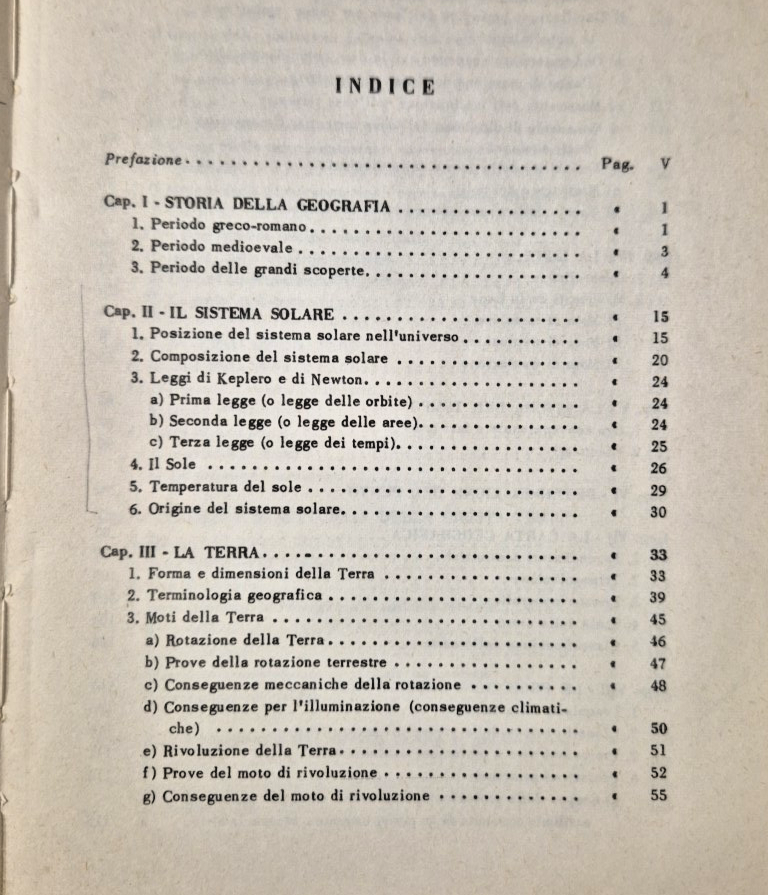 INDICE
Prefazione . . . . . . . . . . . . . . . . . . . . . . . . . . . . . . . . . . . Pag. V
Cap. I - STORIA DELLA GEOGRAFIA . . . . . . . . . . . . . . . . « 1
1. Periodo greco-romano . . . . . . . . . . . . . . . . . . . . . . . . « 1
2. Periodo medioevale . . . . . . . . . . . . . . . . . . . . . . . . . « 3
3. Periodo delle grandi scoperte. . . . . . . . . . . . . . . . . . . « 4
Cap. II - IL SISTEMA SOLARE . . . . . . . . . . . . . . . . . . . . . « 15
1. Posizione del sistema solare nell'universo . . . . . . . . . . . « 15
2. Composizione del sistema solare . . . . . . . . . . . . . . . . . « 20
3. Leggi di Keplero e di Newton. . . . . . . . . . . . . . . . . . . « 24
a) Prima legge (o legge delle orbite) . . . . . . . . . . . . . . . « 24
b) Seconda legge (o legge delle aree). . . . . . . . . . . . . . . « 24
c) Terza legge (o legge dei tempi). . . . . . . . . . . . . . . . . « 25
4. Il Sole . . . . . . . . . . . . . . . . . . . . . . . . . . . . . . . . . « 26
5. Temperatura del sole . . . . . . . . . . . . . . . . . . . . . . . . « 29
6. Origine del sistema solare. . . . . . . . . . . . . . . . . . . . . « 30
Cap. III - LA TERRA . . . . . . . . . . . . . . . . . . . . . . . . . . . . « 33
1. Forma e dimensioni della Terra . . . . . . . . . . . . . . . . . . « 33
2. Terminologia geografica . . . . . . . . . . . . . . . . . . . . . . « 39
3. Moti della Terra . . . . . . . . . . . . . . . . . . . . . . . . . . . « 45
a) Rotazione della Terra . . . . . . . . . . . . . . . . . . . . . . « 46
b) Prove della rotazione terrestre . . . . . . . . . . . . . . . . . « 47
c) Conseguenze meccaniche della rotazione . . . . . . . . . . « 48
d) Conseguenze per l'illuminazione (conseguenze climati-
che) . . . . . . . . . . . . . . . . . . . . . . . . . . . . . . . . « 50
e) Rivoluzione della Terra . . . . . . . . . . . . . . . . . . . . . « 51
f) Prove del moto di rivoluzione . . . . . . . . . . . . . . . . . . « 52
g) Conseguenze del moto di rivoluzione . . . . . . . . . . . . . « 55